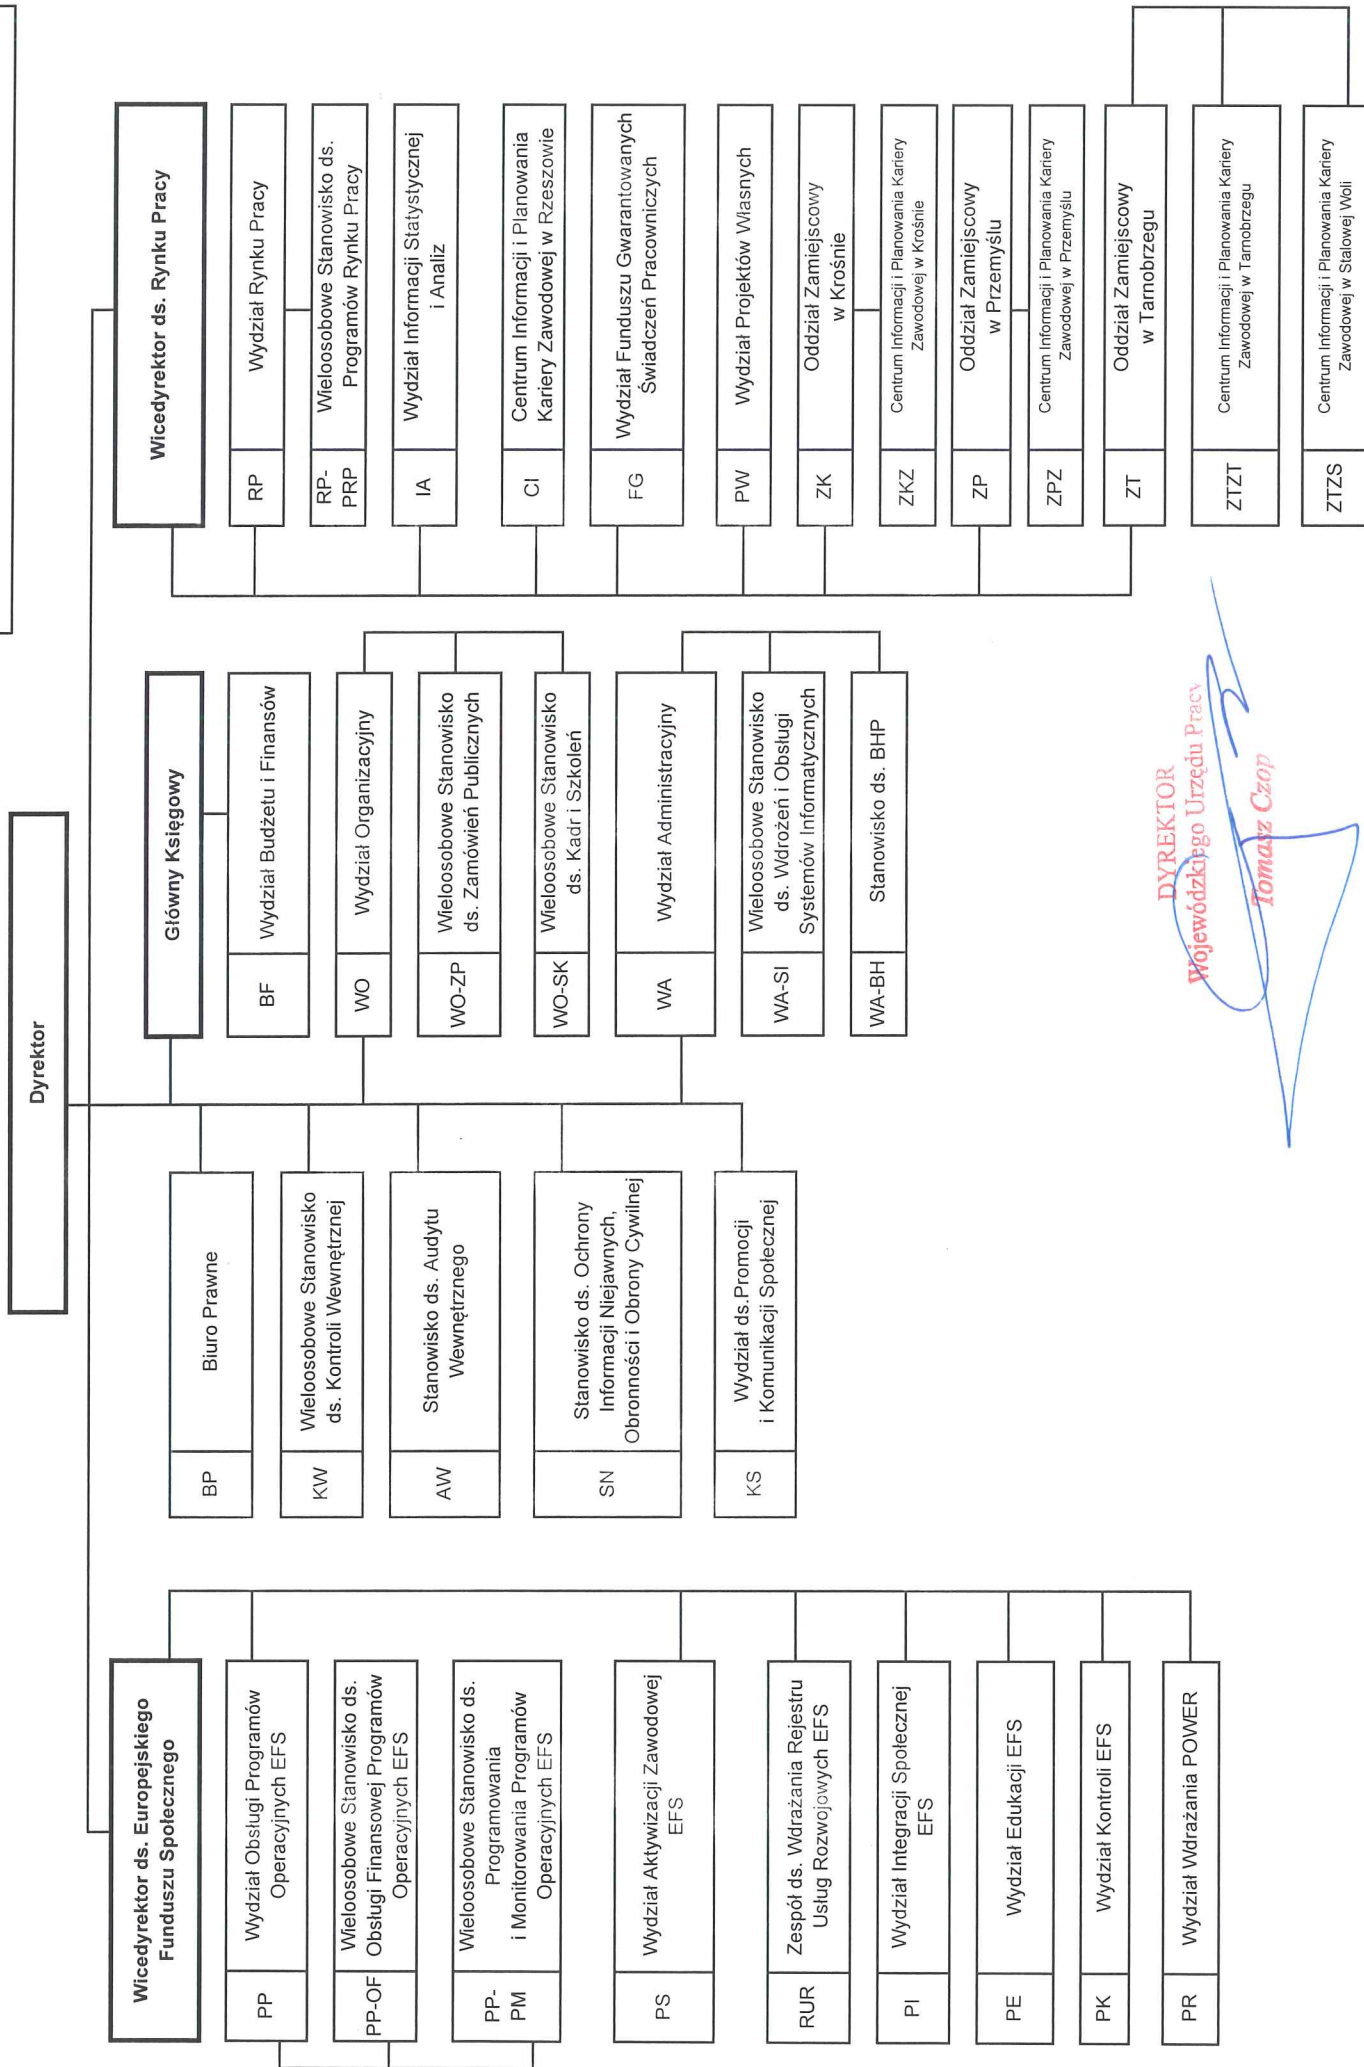 Dyrektor
Wicedyrektor ds. Europejskiego
Funduszu Społecznego
PP
Wydział Obsługi Programów
Operacyjnych EFS
PP-OF
Wieloosobowe Stanowisko ds.
Obsługi Finansowej Programów
Operacyjnych EFS
PP-
PM
Wieloosobowe Stanowisko ds.
Programowania
i Monitorowania Programów
Operacyjnych EFS
PS
Wydział Aktywizacji Zawodowej
EFS
RUR
Zespół ds. Wdrażania Rejestru
Usług Rozwojowych EFS
PI
Wydział Integracji Społecznej
EFS
PE
Wydział Edukacji EFS
PK
Wydział Kontroli EFS
PR
Wydział Wdrażania POWER
BP
Biuro Prawne
KW
Wieloosobowe Stanowisko
ds. Kontroli Wewnętrznej
AW
Stanowisko ds. Audytu
Wewnętrznego
SN
Stanowisko ds. Ochrony
Informacji Niejawnych,
Obronności i Obrony Cywilnej
KS
Wydział ds.Promocji
i Komunikacji Społecznej
Główny Księgowy
BF
Wydział Budżetu i Finansów
WO
Wydział Organizacyjny
WO-ZP
Wieloosobowe Stanowisko
ds. Zamówień Publicznych
WO-SK
Wieloosobowe Stanowisko
ds. Kadr i Szkoleń
WA
Wydział Administracyjny
WA-SI
Wieloosobowe Stanowisko
ds. Wdrożeń i Obsługi
Systemów Informatycznych
WA-BH
Stanowisko ds. BHP
Wicedyrektor ds. Rynku Pracy
RP
Wydział Rynku Pracy
RP-
PRP
Wieloosobowe Stanowisko ds.
Programów Rynku Pracy
IA
Wydział Informacji Statystycznej
i Analiz
CI
Centrum Informacji i Planowania
Kariery Zawodowej w Rzeszowie
FG
Wydział Funduszu Gwarantowanych
Świadczeń Pracowniczych
PW
Wydział Projektów Własnych
ZK
Oddział Zamiejscowy
w Krośnie
ZKZ
Centrum Informacji i Planowania Kariery
Zawodowej w Krośnie
ZP
Oddział Zamiejscowy
w Przemyślu
ZPZ
Centrum Informacji i Planowania Kariery
Zawodowej w Przemyślu
ZT
Oddział Zamiejscowy
w Tarnobrzegu
ZTZT
Centrum Informacji i Planowania Kariery
Zawodowej w Tarnobrzegu
ZTZS
Centrum Informacji i Planowania Kariery
Zawodowej w Stalowej Woli
DYREKTOR
Wojewódzkiego Urzędu Pracy
Tomasz Czop